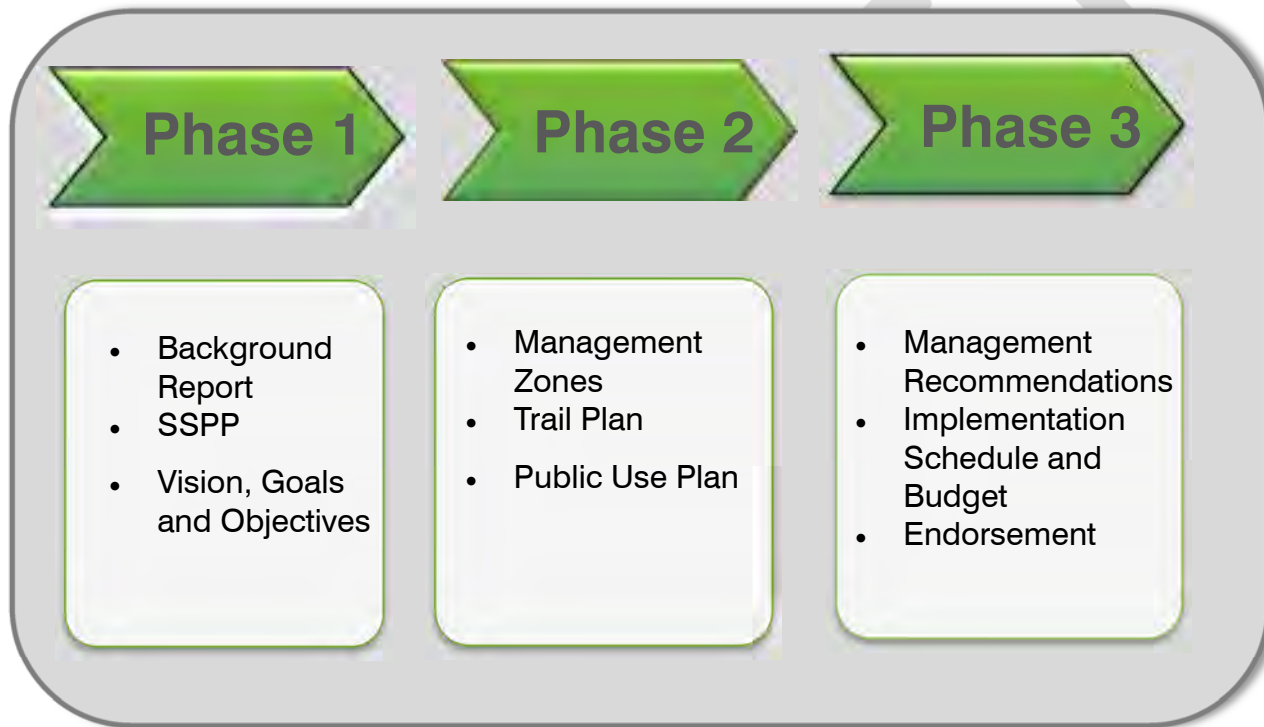 Phase 1
Phase 2
Phase 3
• Background
Report
• SSPP
• Vision, Goals
and Objectives
• Management
Zones
• Trail Plan
• Public Use Plan
• Management
Recommendations
• Implementation
Schedule and
Budget
• Endorsement